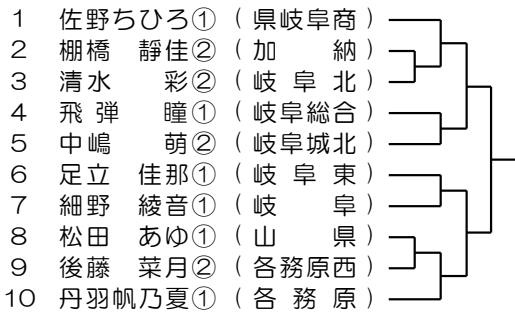 1 佐野ちひろ① (県岐阜商)
2 棚橋 靜佳② (加 納)
3 清水 彩② (岐 阜 北)
4 飛 弾 瞳① (岐阜総合)
5 中嶋 萌② (岐阜城北)
6 足立 佳那① (岐 阜 東)
7 細野 綾音① (岐 阜)
8 松田 あゆ① (山 県)
9 後藤 菜月② (各務原西)
10 丹羽帆乃夏① (各 務 原)